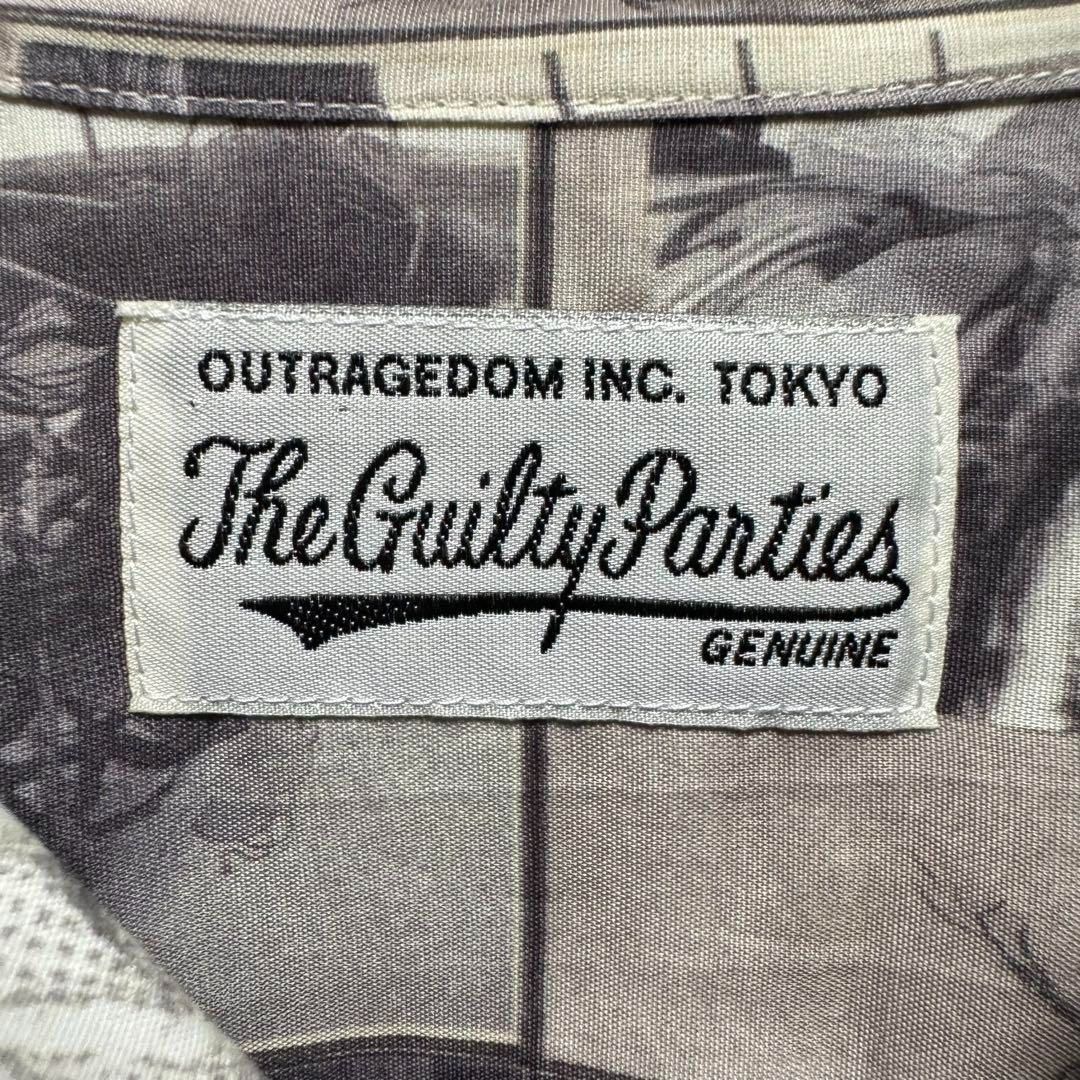 OUTRAGEDOM INC. TOKYO
The Guilty Parties
GENUINE